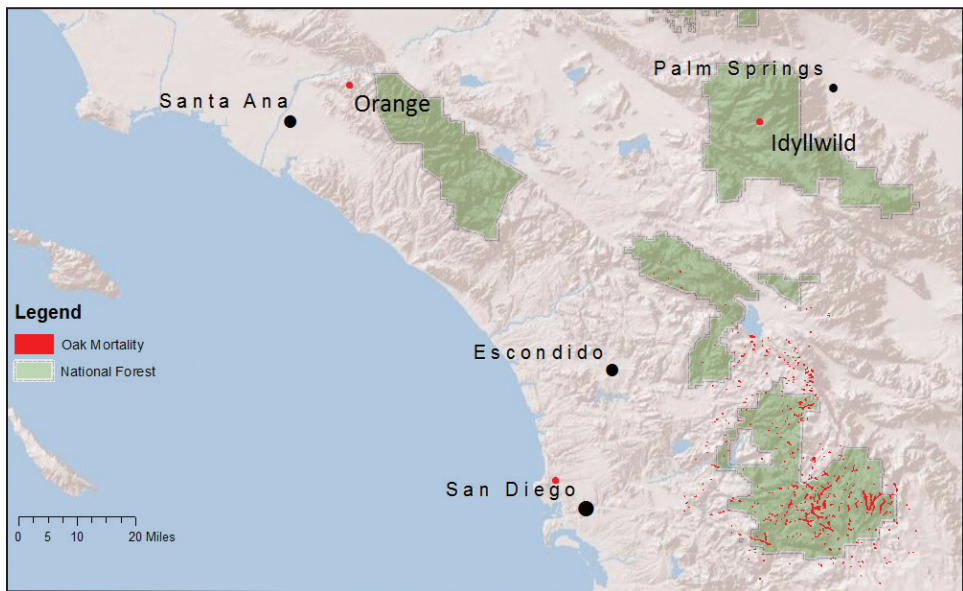 Palm Springs
Santa Ana
Orange
Idyllwild
Legend
Oak Mortality
National Forest
Escondido
San Diego
0 5 10 20 Miles